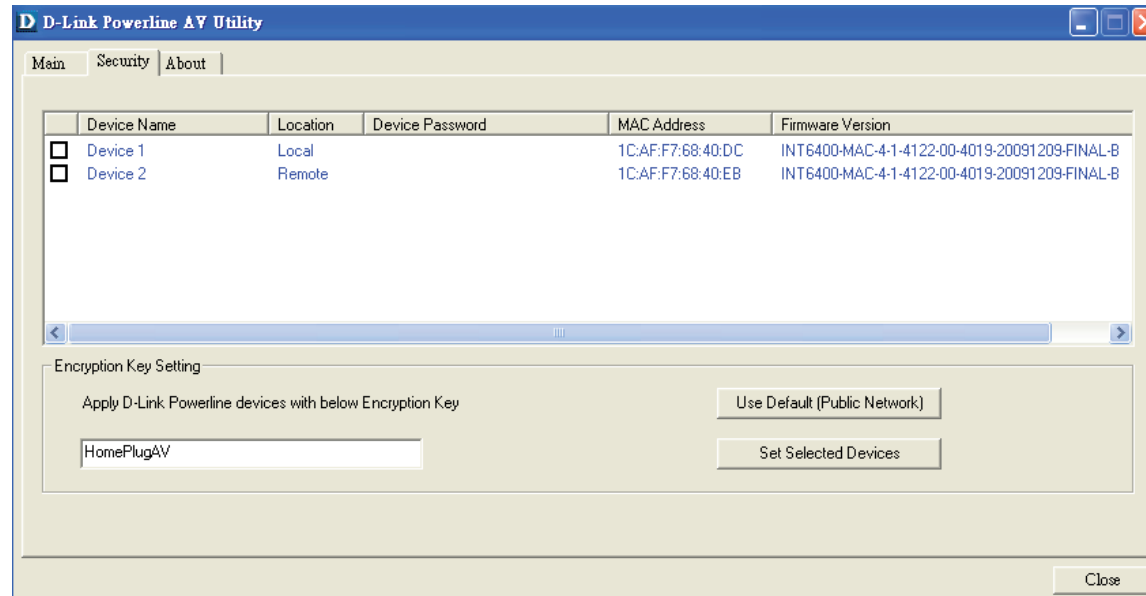 D D-Link Powerline AV Utility
Main Security About
Device Name Location Device Password MAC Address Firmware Version
Device 1 Local 1C:AF:F7:68:40:DC INT6400-MAC-4-1-4122-00-4019-20091209-FINAL-B
Device 2 Remote 1C:AF:F7:68:40:EB INT6400-MAC-4-1-4122-00-4019-20091209-FINAL-B
Encryption Key Setting
Apply D-Link Powerline devices with below Encryption Key Use Default (Public Network)
HomePlugAV Set Selected Devices
Close